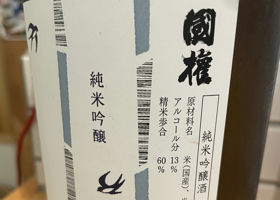 國権
純米吟醸
純米吟醸酒
原材料名 米(国産)、
アルコール分 13%
精米歩合 60%